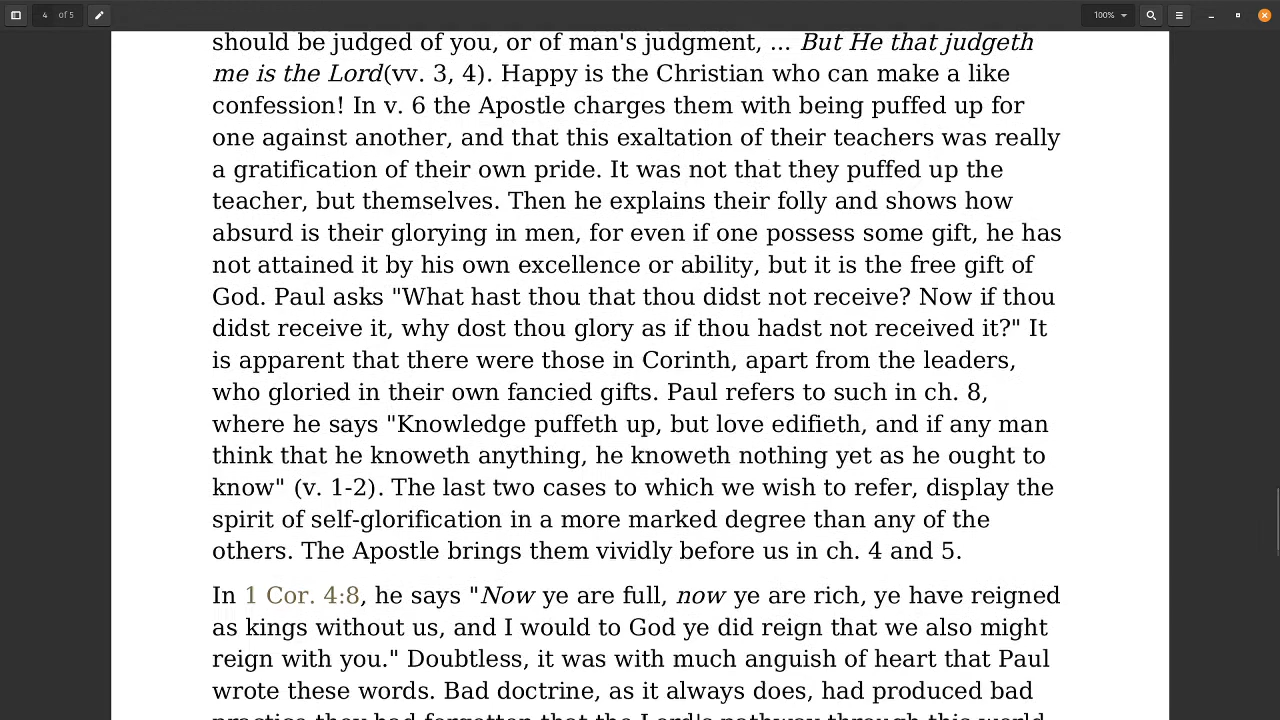 4 of 5
100%
should be judged of you, or of man's judgment, ... But He that judgeth
me is the Lord(vv. 3, 4). Happy is the Christian who can make a like
confession! In v. 6 the Apostle charges them with being puffed up for
one against another, and that this exaltation of their teachers was really
a gratification of their own pride. It was not that they puffed up the
teacher, but themselves. Then he explains their folly and shows how
absurd is their glorying in men, for even if one possess some gift, he has
not attained it by his own excellence or ability, but it is the free gift of
God. Paul asks "What hast thou that thou didst not receive? Now if thou
didst receive it, why dost thou glory as if thou hadst not received it?" It
is apparent that there were those in Corinth, apart from the leaders,
who gloried in their own fancied gifts. Paul refers to such in ch. 8,
where he says "Knowledge puffeth up, but love edifieth, and if any man
think that he knoweth anything, he knoweth nothing yet as he ought to
know" (v. 1-2). The last two cases to which we wish to refer, display the
spirit of self-glorification in a more marked degree than any of the
others. The Apostle brings them vividly before us in ch. 4 and 5.
In 1 Cor. 4:8, he says "Now ye are full, now ye are rich, ye have reigned
as kings without us, and I would to God ye did reign that we also might
reign with you." Doubtless, it was with much anguish of heart that Paul
wrote these words. Bad doctrine, as it always does, had produced bad
practice they had forgotten that the Lord's pathway through this world